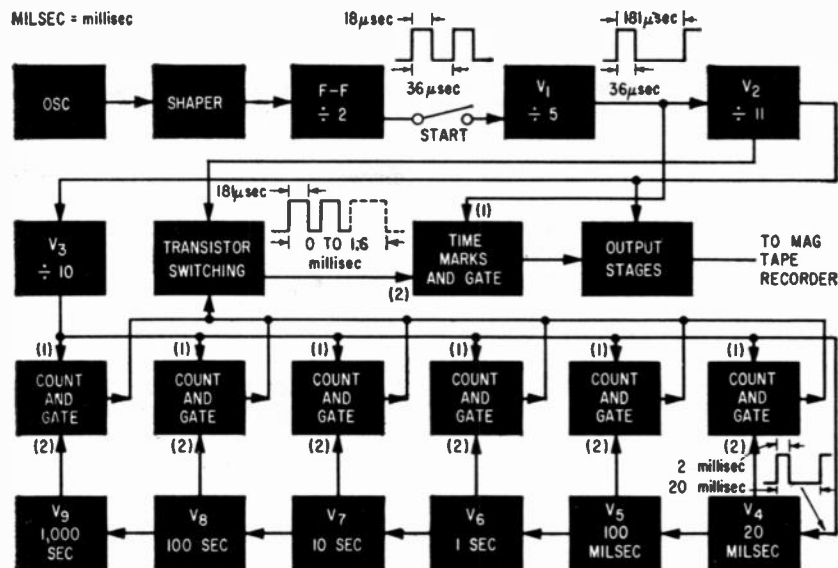 MILSEC = millisec
18μsec
181μsec
36μsec
36μsec
OSC
SHAPER
F-F
÷ 2
START
V1
÷ 5
V2
÷ 11
181μsec
0 TO 1.6
millisec
(1)
(2)
V3
÷ 10
TRANSISTOR
SWITCHING
TIME
MARKS
AND GATE
OUTPUT
STAGES
TO MAG
TAPE
RECORDER
(1)
(1)
(1)
(1)
(1)
(1)
COUNT
AND
GATE
COUNT
AND
GATE
COUNT
AND
GATE
COUNT
AND
GATE
COUNT
AND
GATE
COUNT
AND
GATE
(2)
(2)
(2)
(2)
(2)
(2)
2 millisec
20 millisec
V9
1,000
SEC
V8
100 SEC
V7
10 SEC
V6
1 SEC
V5
100
MILSEC
V4
20
MILSEC